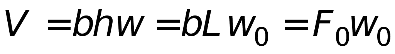 V = bhw = bLw₀ = F₀w₀